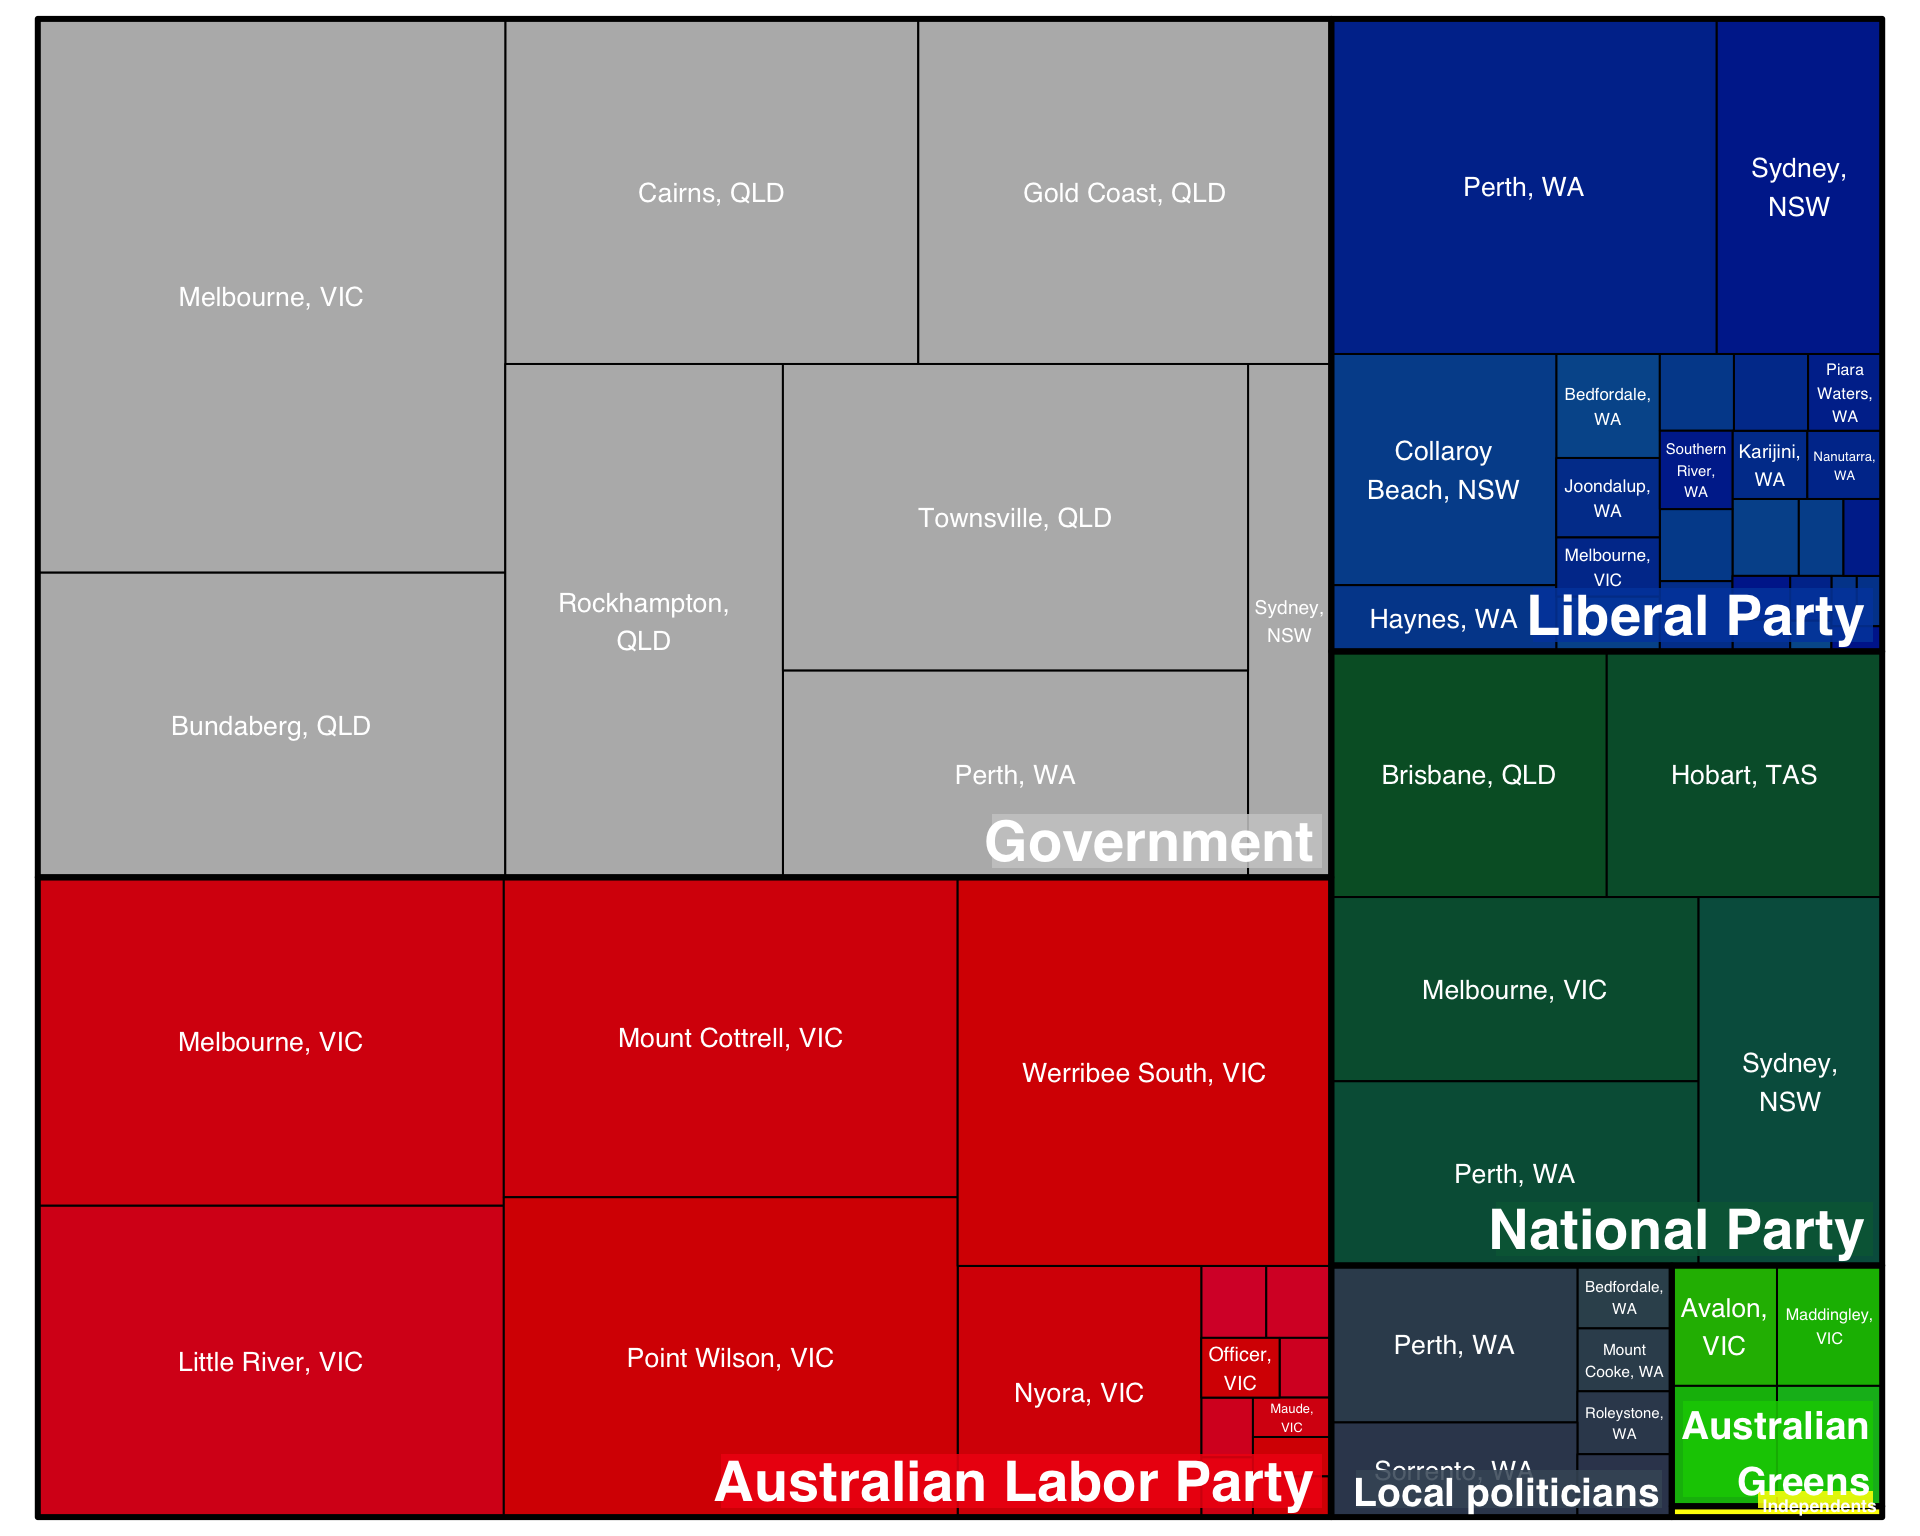 Melbourne, VIC
Cairns, QLD
Gold Coast, QLD
Bundaberg, QLD
Rockhampton,
QLD
Townsville, QLD
Perth, WA
Sydney,
NSW
Government
Perth, WA
Sydney,
NSW
Collaroy
Beach, NSW
Haynes, WA
Bedfordale,
WA
Joondalup,
WA
Melbourne,
VIC
Southern
River,
WA
Piara
Waters,
WA
Karijini,
WA
Nanutarra,
WA
Liberal Party
Melbourne, VIC
Little River, VIC
Mount Cottrell, VIC
Point Wilson, VIC
Werribee South, VIC
Nyora, VIC
Officer,
VIC
Maude,
VIC
Australian Labor Party
Brisbane, QLD
Hobart, TAS
Melbourne, VIC
Perth, WA
Sydney,
NSW
National Party
Perth, WA
Sorrento, WA
Bedfordale,
WA
Mount
Cooke, WA
Roleystone,
WA
Local politicians
Avalon,
VIC
Maddingley,
VIC
Australian
Greens
Independents